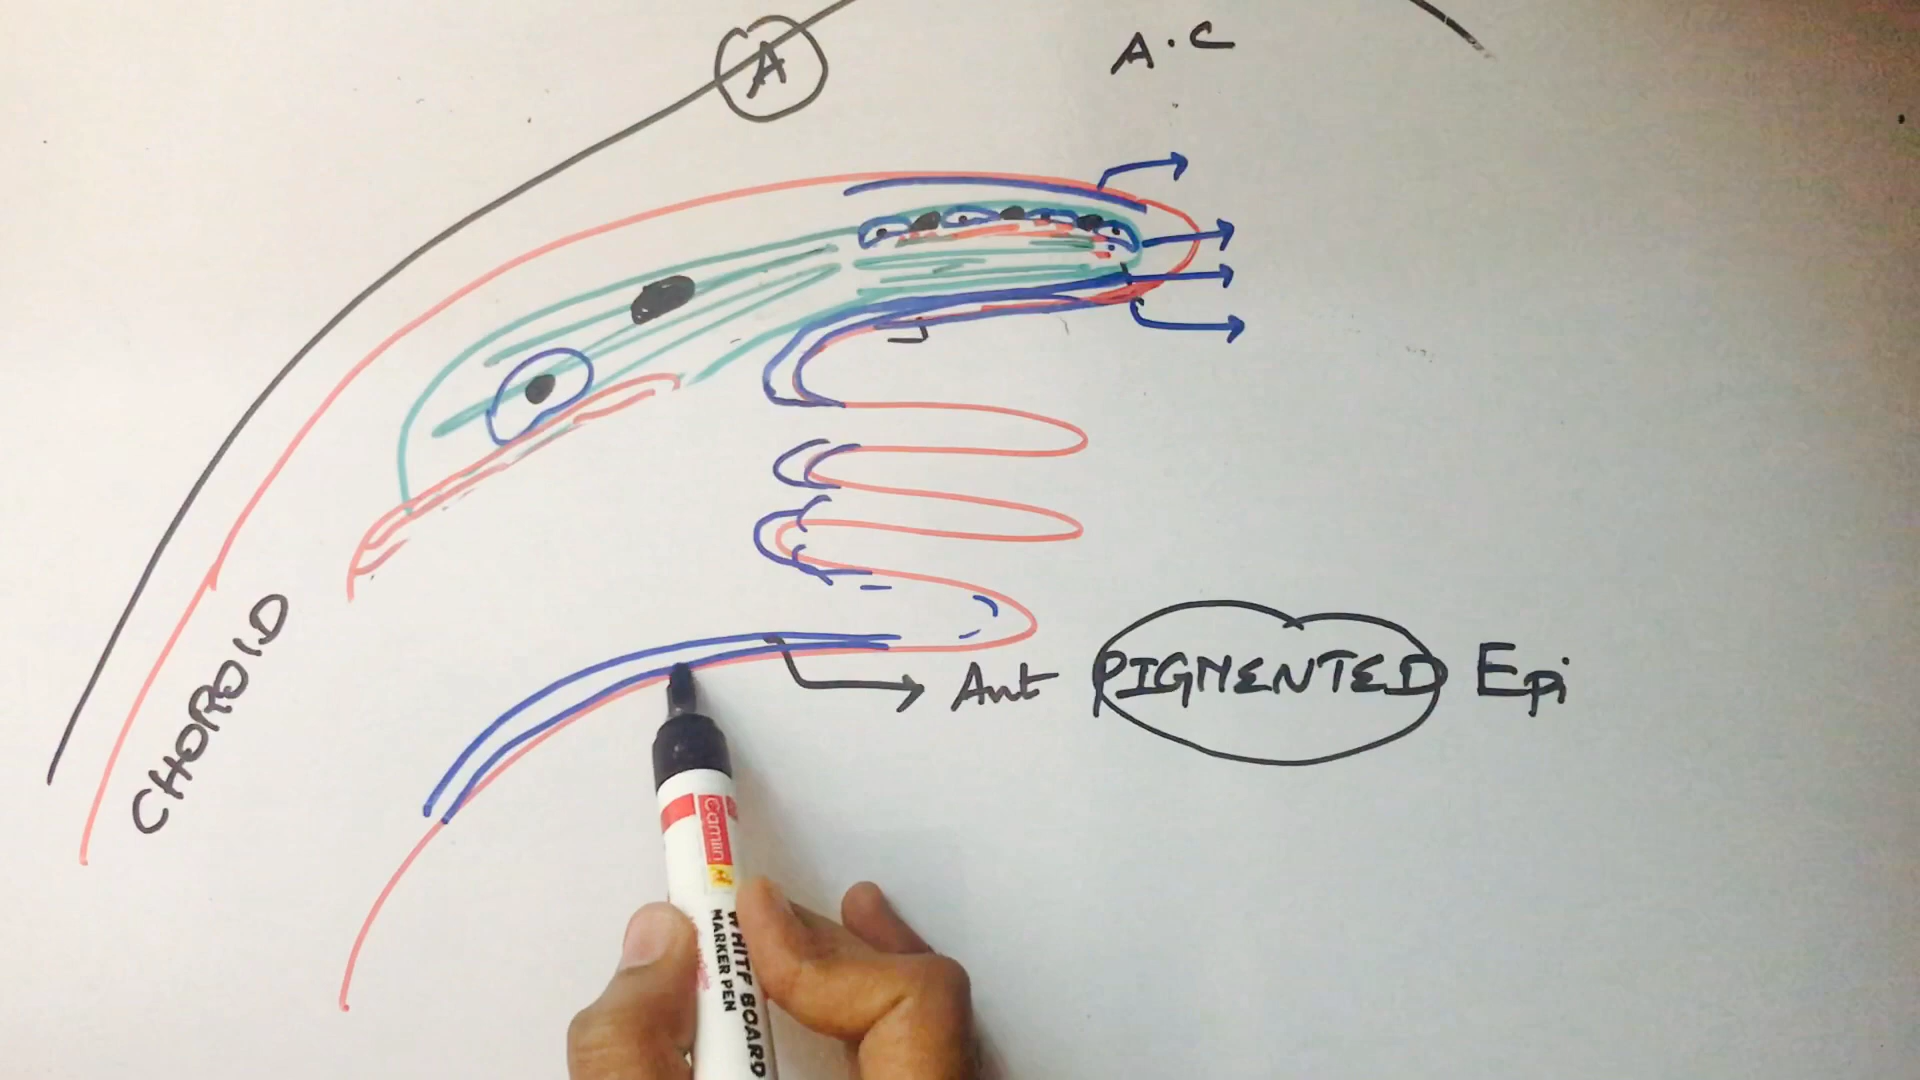 A
A.C
CHOROID
Ant PIGMENTED Epi
Camlin
WHITE BOARD
MARKER PEN